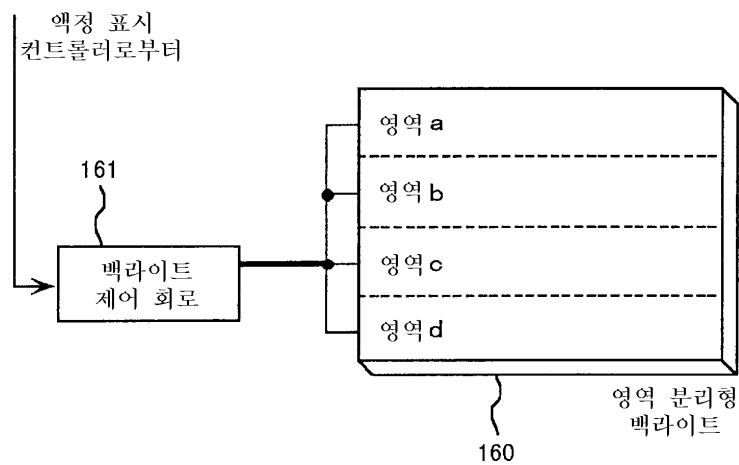 액정 표시
컨트롤러로부터
161
백라이트
제어 회로
영역 a
영역 b
영역 c
영역 d
영역 분리형
백라이트
160